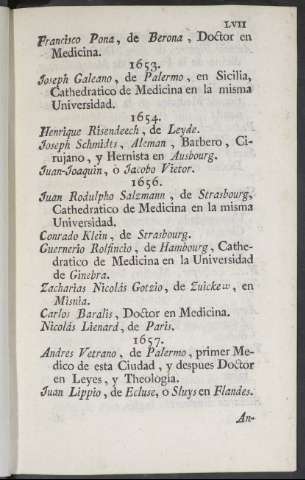 LVII
Francisco Pona, de Berona, Doctor en
Medicina.
1653.
Joseph Galeano, de Palermo, en Sicilia,
Cathedratico de Medicina en la misma
Universidad.
1654.
Henrique Risendeech, de Leyde.
Joseph Schmidts, Aleman, Barbero, Ci-
rujano, y Hernista en Ausbourg.
Juan-Joaquin, ò Jacobo Vietor.
1656.
Juan Rodulpho Salzmann, de Strasbourg,
Cathedratico de Medicina en la misma
Universidad.
Conrado Klein, de Strasbourg.
Guernerio Rolfincio, de Hambourg, Cathe-
dratico de Medicina en la Universidad
de Ginebra.
Zacharias Nicolás Gotzio, de Zuickew, en
Misnia.
Carlos Baralis, Doctor en Medicina.
Nicolás Lienard, de Paris.
1657.
Andres Vetrano, de Palermo, primer Me-
dico de esta Ciudad, y despues Doctor
en Leyes, y Theologia.
Juan Lippio, de Ecluse, o Sluys en Flandes.
An-